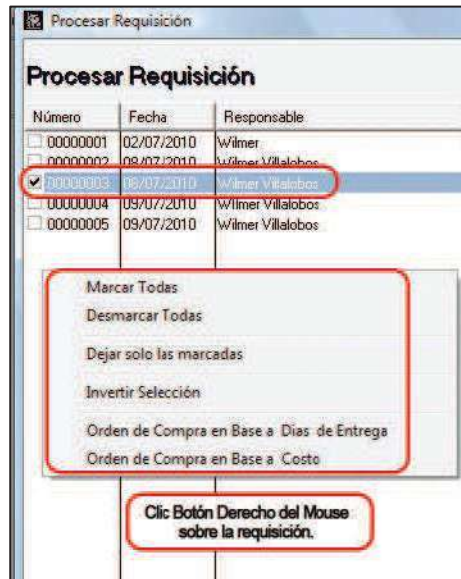 Procesar Requisición
Procesar Requisición
Número Fecha Responsable
00000001 02/07/2010 Wilmer
00000002 08/07/2010 Wilmer Villalobos
00000003 08/07/2010 Wilmer Villalobos
00000004 09/07/2010 Wilmer Villalobos
00000005 09/07/2010 Wilmer Villalobos
Marcar Todas
Desmarcar Todas
Dejar solo las marcadas
Invertir Selección
Orden de Compra en Base a Dias de Entrega
Orden de Compra en Base a Costo
Clic Botón Derecho del Mouse
sobre la requisición.